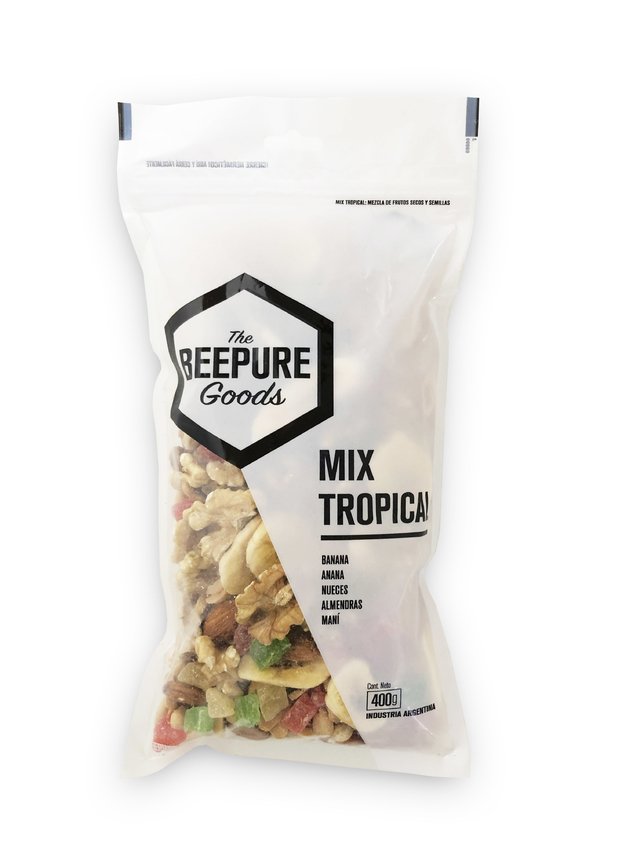 MIX TROPICAL: MEZCLA DE FRUTOS SECOS Y SEMILLAS
The
BEEPURE
Goods
MIX
TROPICAL
BANANA
ANANA
NUECES
ALMENDRAS
MANÍ
Cont. Neto
400g
INDUSTRIA ARGENTINA